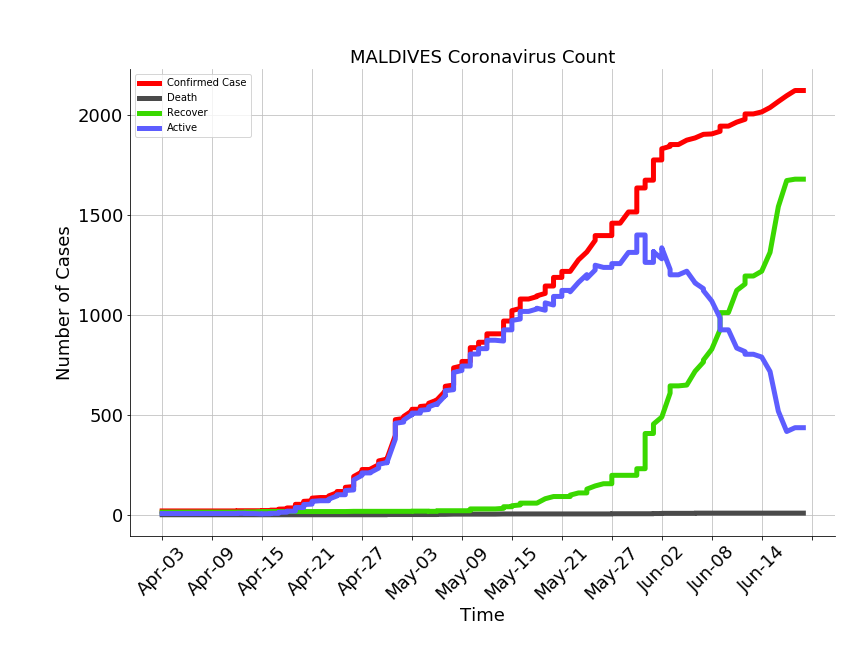 MALDIVES Coronavirus Count
Confirmed Case
Death
Recover
Active
2000
1500
1000
500
0
Number of Cases
Apr-03
Apr-09
Apr-15
Apr-21
Apr-27
May-03
May-09
May-15
May-21
May-27
Jun-02
Jun-08
Jun-14
Time